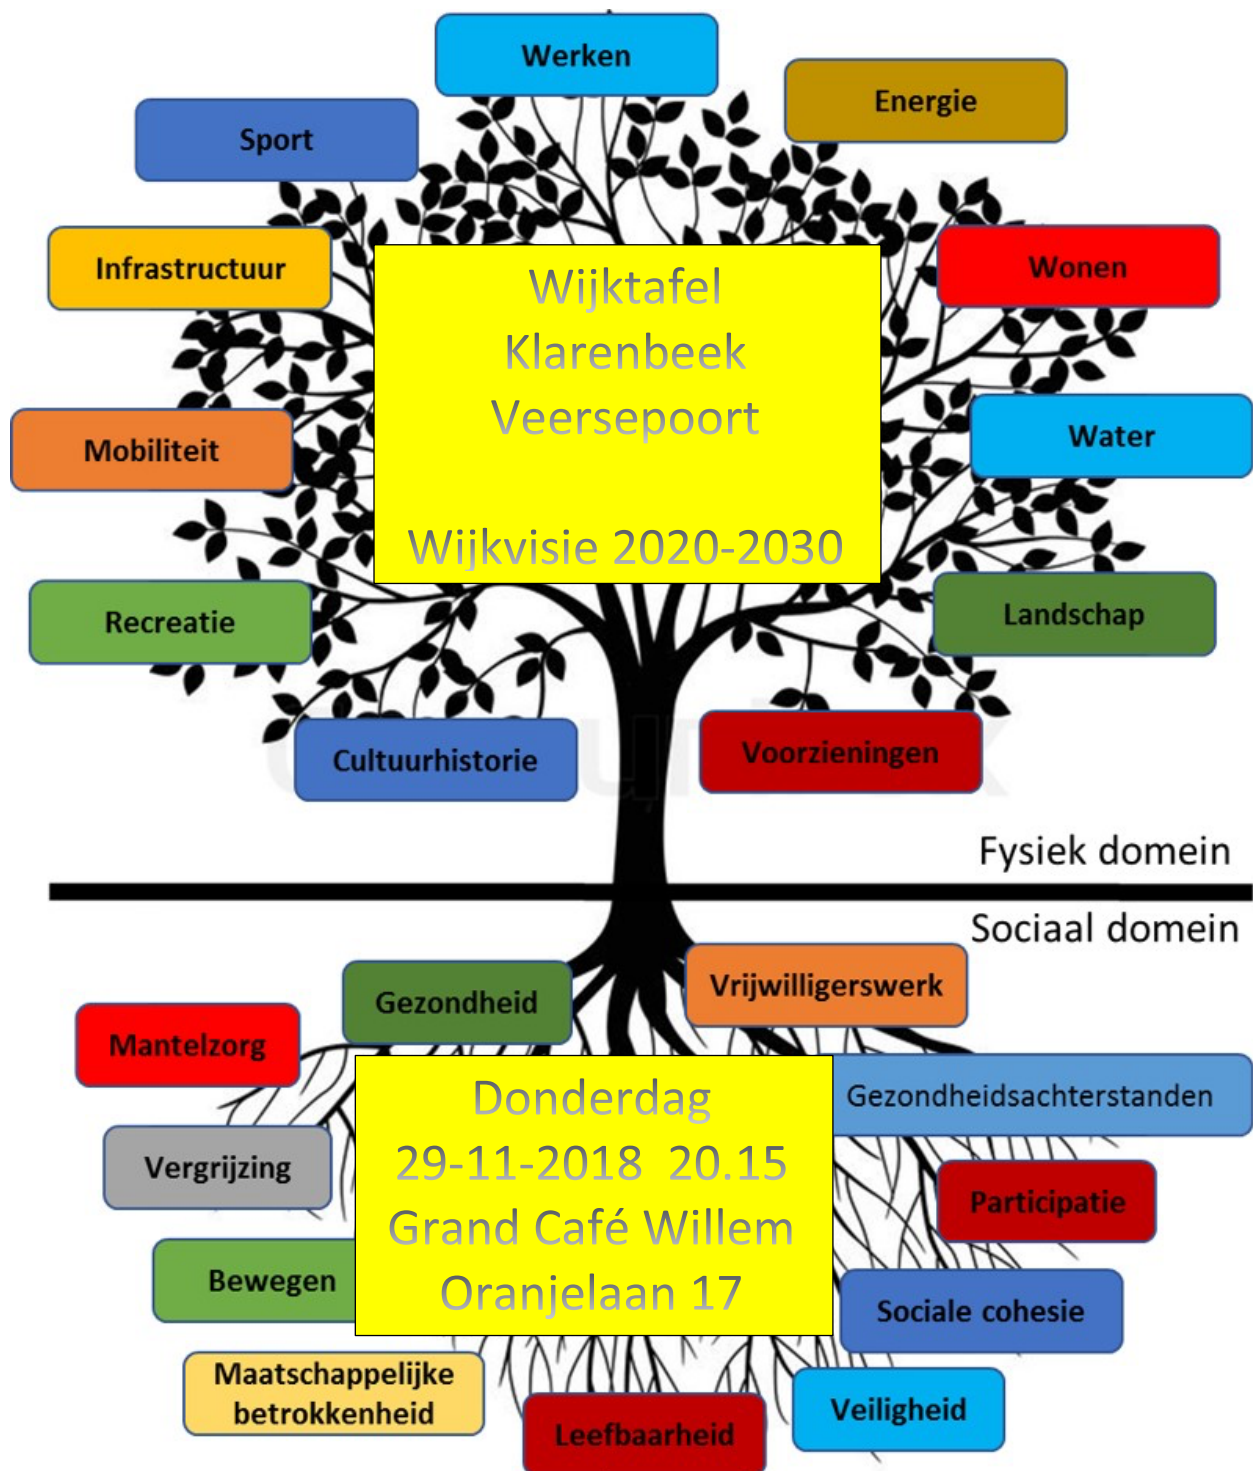 Werken
Energie
Sport
Infrastructuur
Wonen
Wijktafel
Klarenbeek
Veersepoort
Wijkvisie 2020-2030
Mobiliteit
Water
Recreatie
Landschap
Cultuurhistorie
Voorzieningen
Fysiek domein
Sociaal domein
Gezondheid
Vrijwilligerswerk
Mantelzorg
Gezondheidsachterstanden
Donderdag
29-11-2018 20.15
Grand Café Willem
Oranjelaan 17
Vergrijzing
Participatie
Bewegen
Sociale cohesie
Maatschappelijke
betrokkenheid
Leefbaarheid
Veiligheid